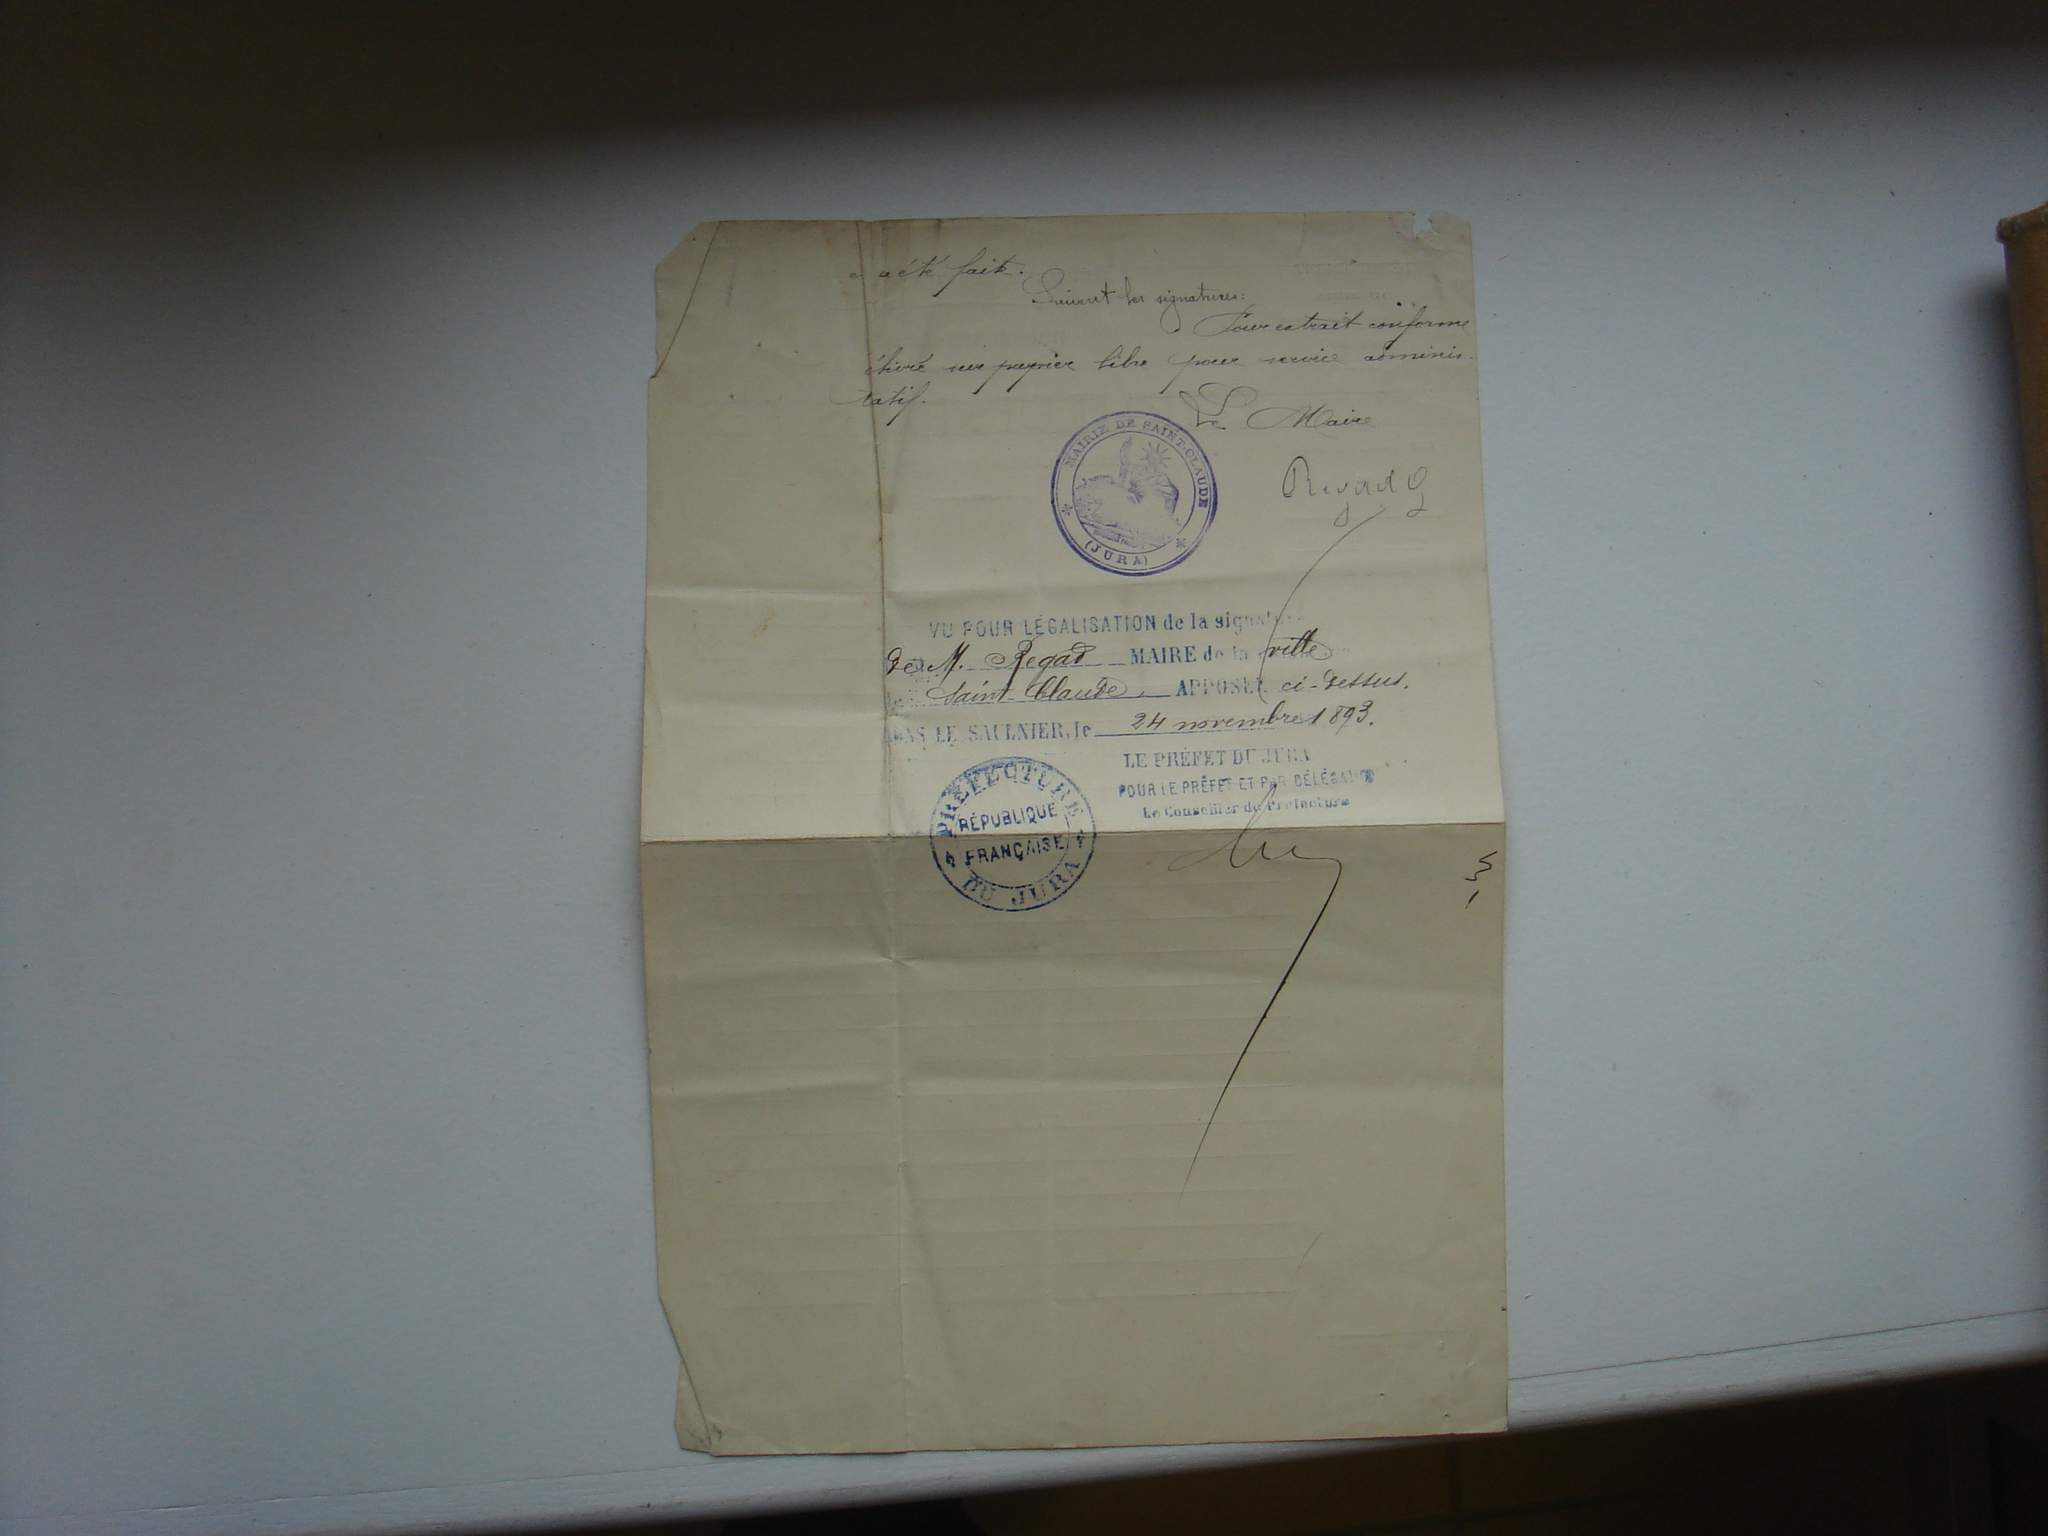 a été fait.
Suivent les signatures:
Pour extrait conforme
élivré sur papier libre pour service adminis-
tratif.
Le Maire
MAIRIE DE SAINT-CLAUDE
(JURA)
Regad
VU POUR LÉGALISATION de la signature
de M. Regad MAIRE de la ville
Saint-Claude, APPOSÉE ci-dessus.
LONS LE SAULNIER, le 24 novembre 1893.
LE PRÉFET DU JURA
POUR LE PRÉFET ET PAR DÉLÉGATION
Le Conseiller de Préfecture
PRÉFECTURE
RÉPUBLIQUE
FRANÇAISE
DU JURA